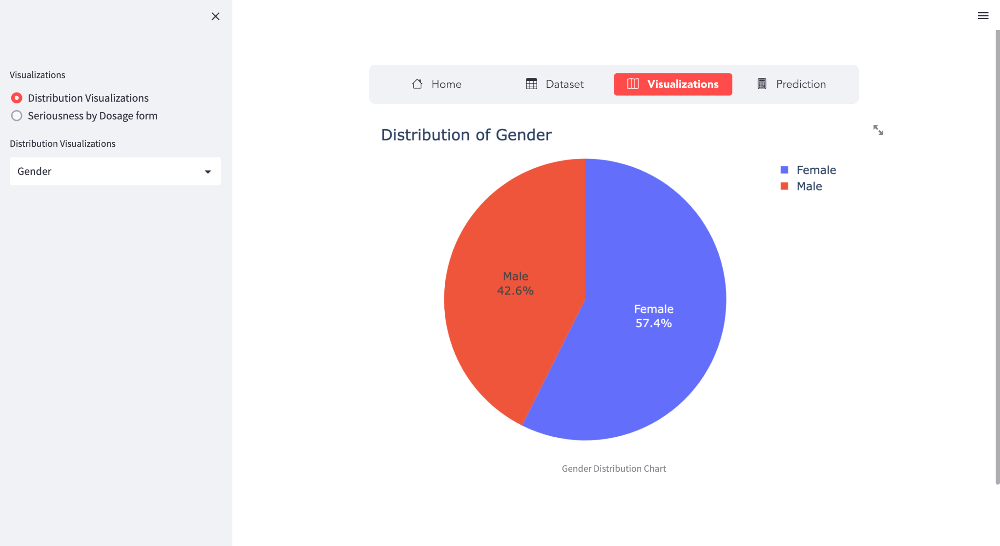 Visualizations
Distribution Visualizations
Seriousness by Dosage form
Distribution Visualizations
Gender
Home Dataset Visualizations Prediction
Distribution of Gender
Female
Male
Male
42.6%
Female
57.4%
Gender Distribution Chart